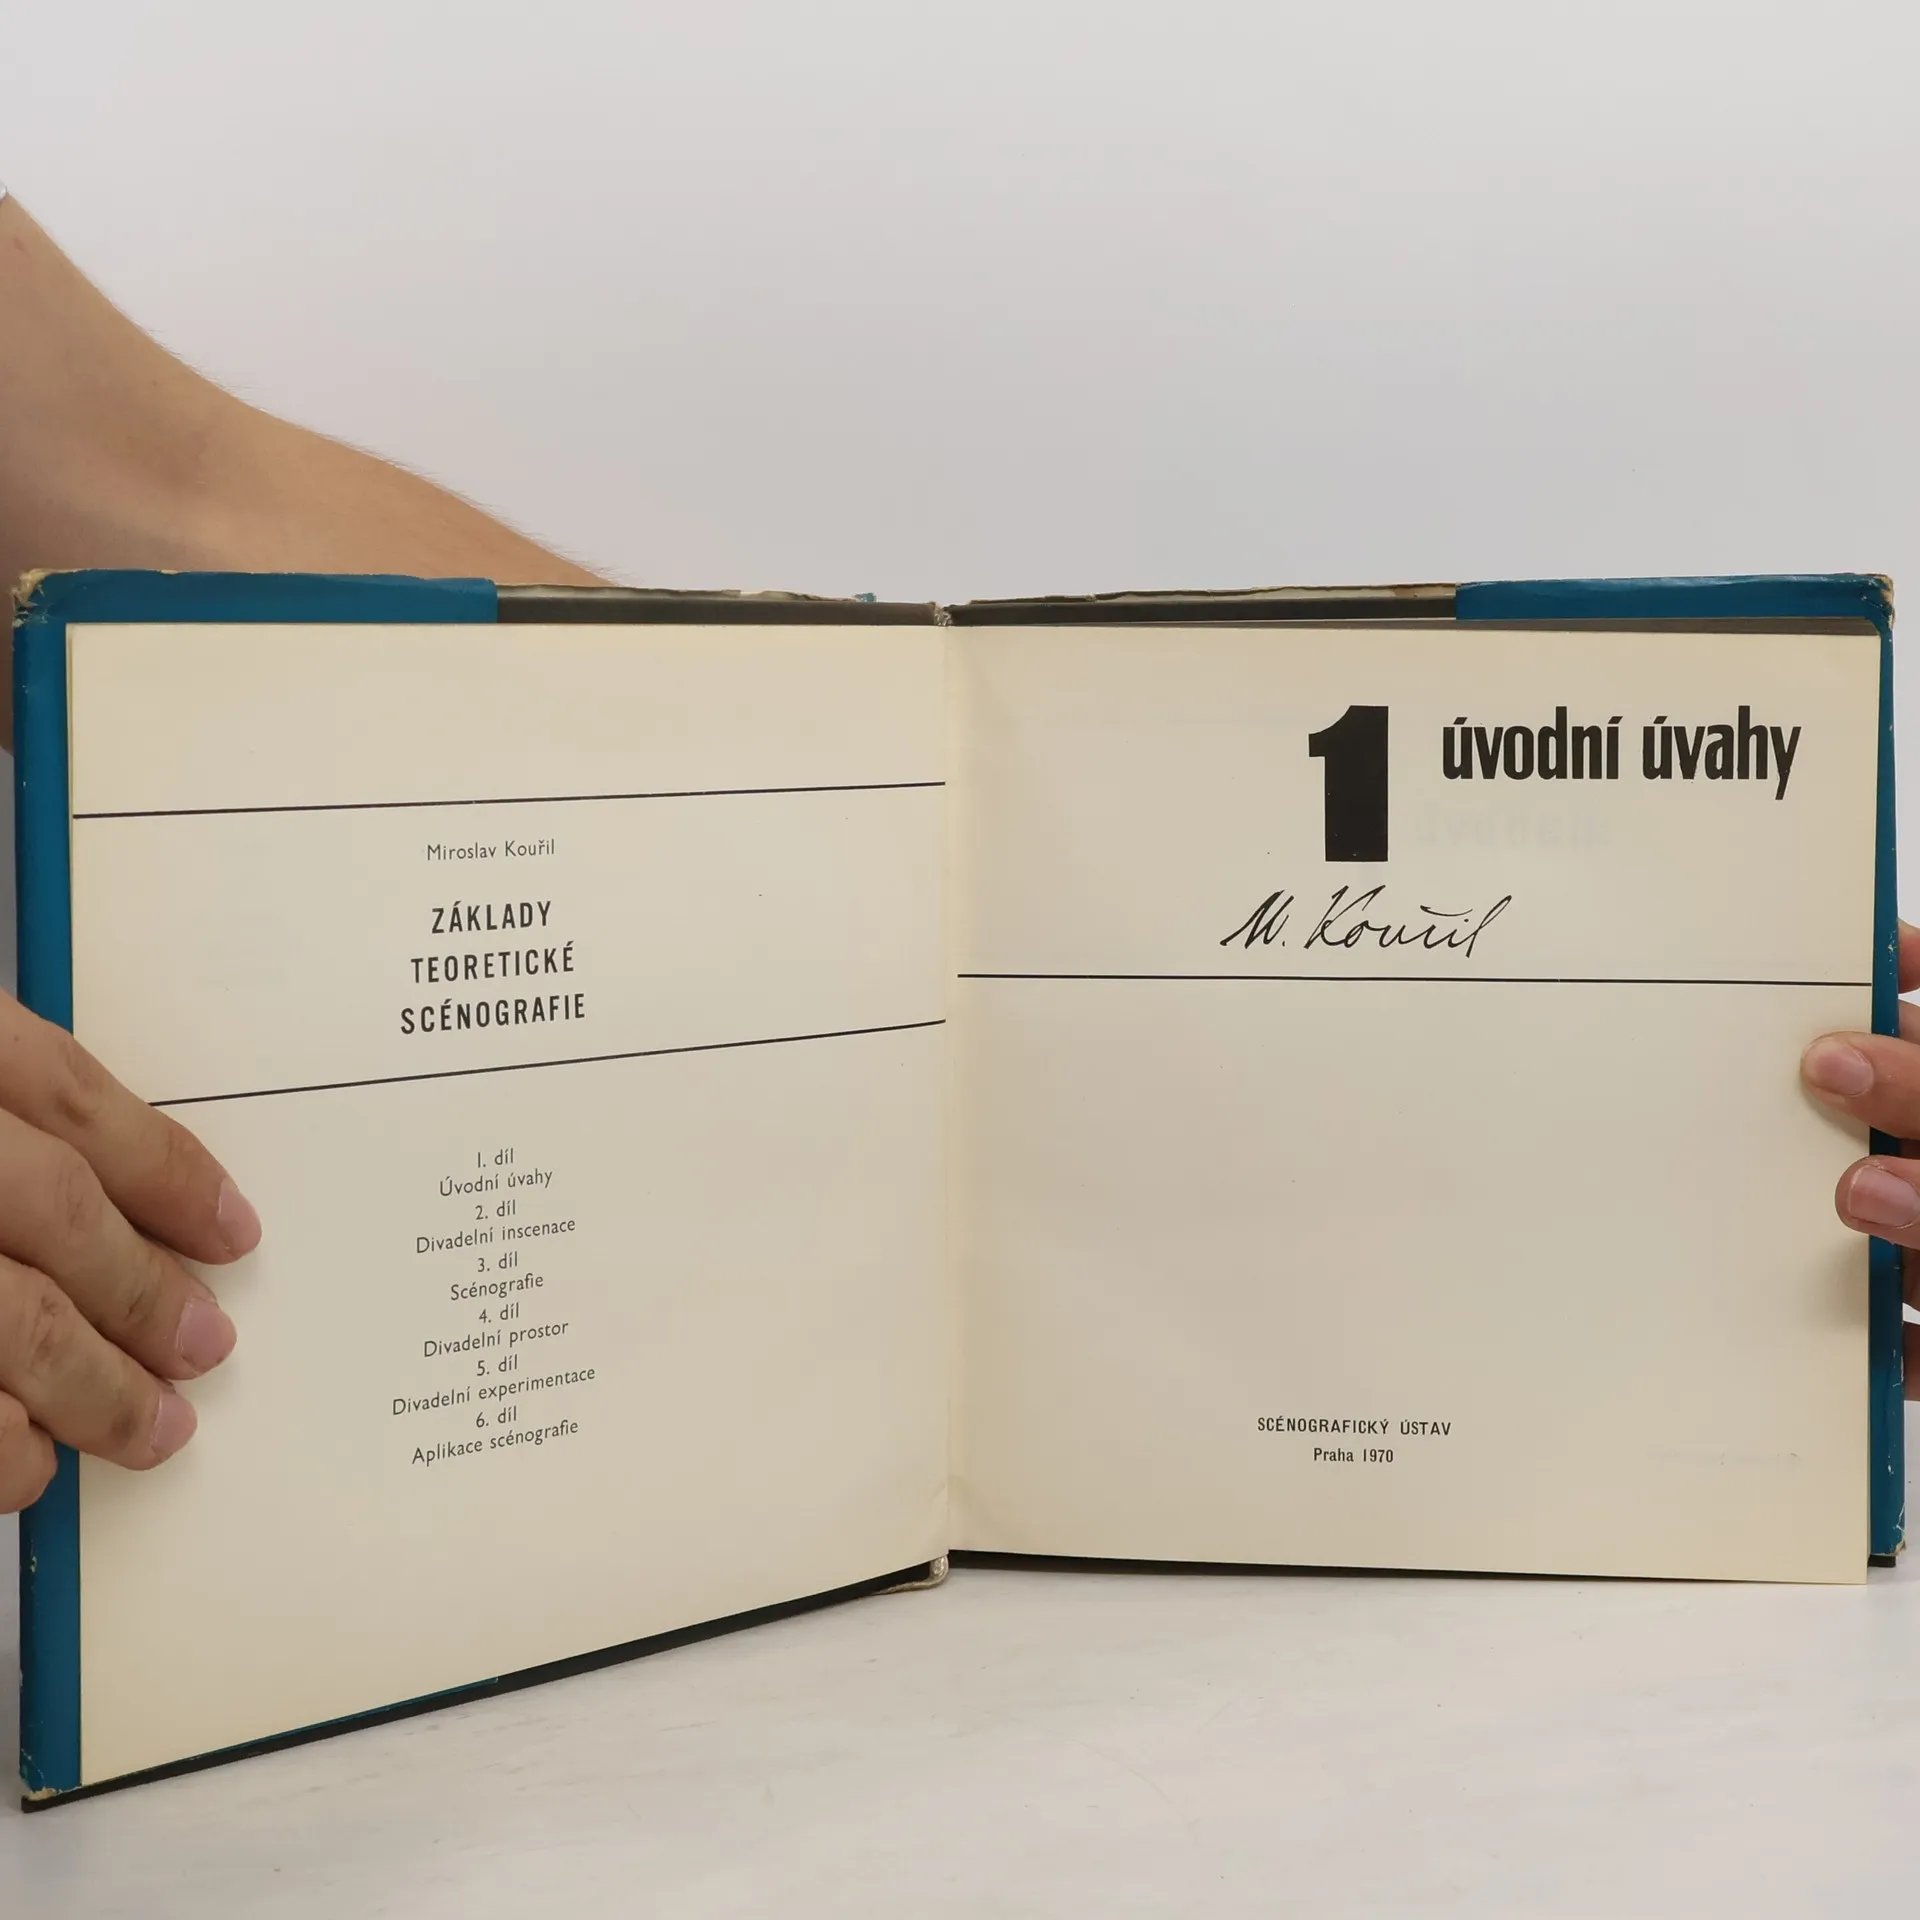 Miroslav Kouřil
ZÁKLADY
TEORETICKÉ
SCÉNOGRAFIE
1. díl
Úvodní úvahy
2. díl
Divadelní inscenace
3. díl
Scénografie
4. díl
Divadelní prostor
5. díl
Divadelní experimentace
6. díl
Aplikace scénografie
1 úvodní úvahy
M. Kouřil
SCÉNOGRAFICKÝ ÚSTAV
Praha 1970